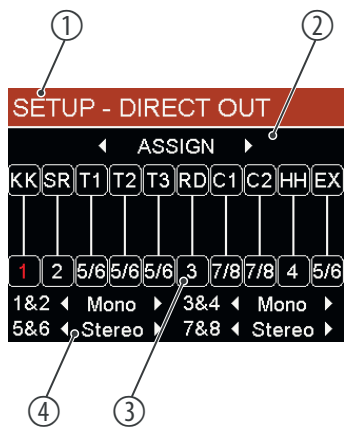 ① ②
SETUP - DIRECT OUT
ASSIGN
KK SR T1 T2 T3 RD C1 C2 HH EX
1 2 5/6 5/6 5/6 3 7/8 7/8 4 5/6
1&2 Mono 3&4 Mono
5&6 Stereo 7&8 Stereo
④ ③